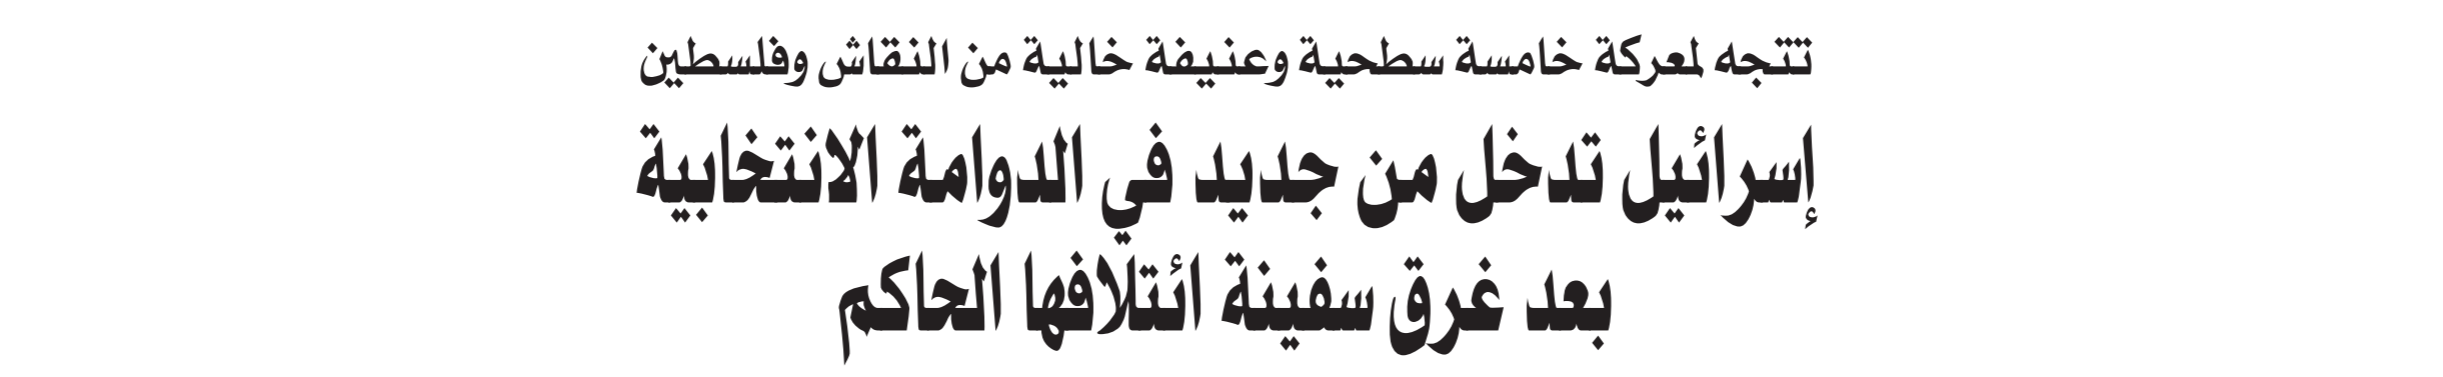 تتجه لمعركة خامسة سطحية وعنيفة خالية من النقاش وفلسطين
إسرائيل تدخل من جديد في الدوامة الانتخابية
بعد غرق سفينة ائتلافها الحاكم